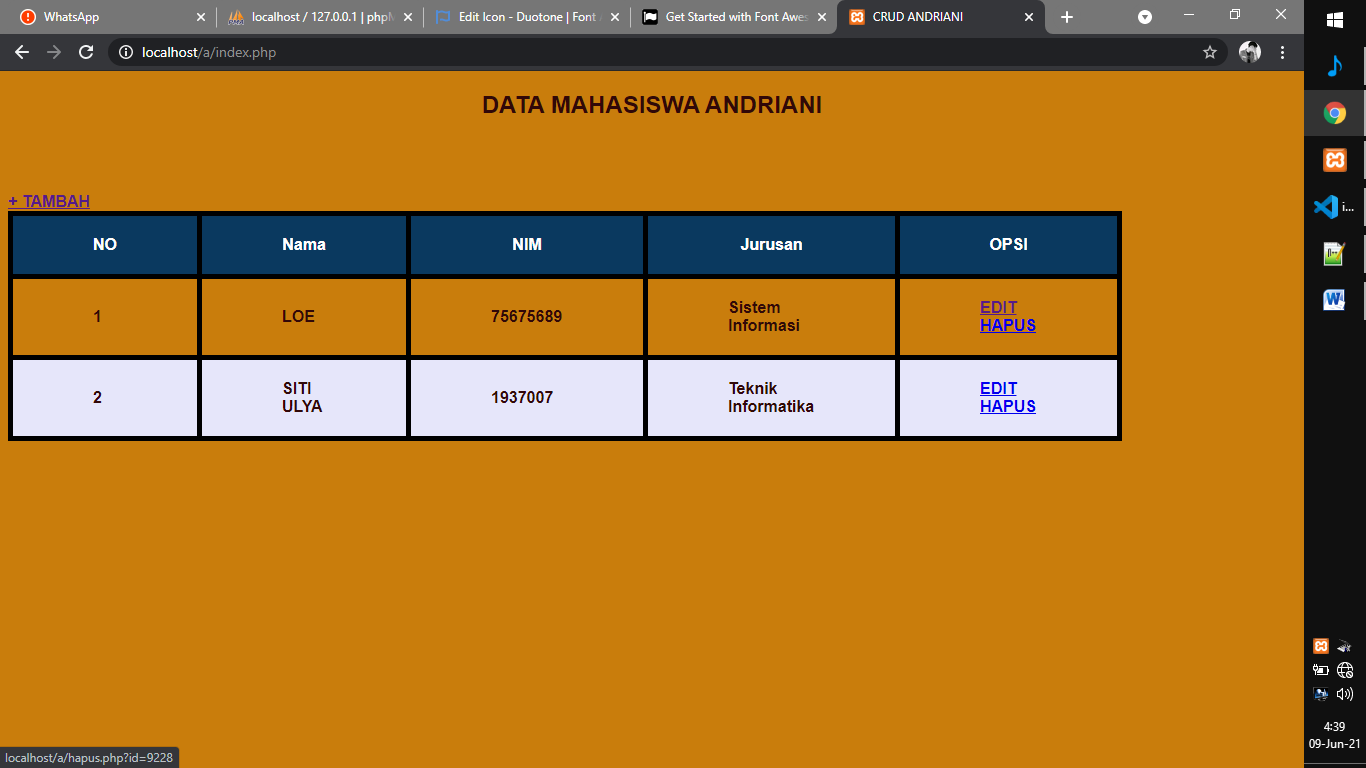 WhatsApp
localhost / 127.0.0.1 | phpM
Edit Icon - Duotone | Font A
Get Started with Font Awes
CRUD ANDRIANI
localhost/a/index.php
DATA MAHASISWA ANDRIANI
+ TAMBAH
NO Nama NIM Jurusan OPSI
1 LOE 75675689 Sistem Informasi EDIT HAPUS
2 SITI ULYA 1937007 Teknik Informatika EDIT HAPUS
localhost/a/hapus.php?id=9228
i...
4:39
09-Jun-21